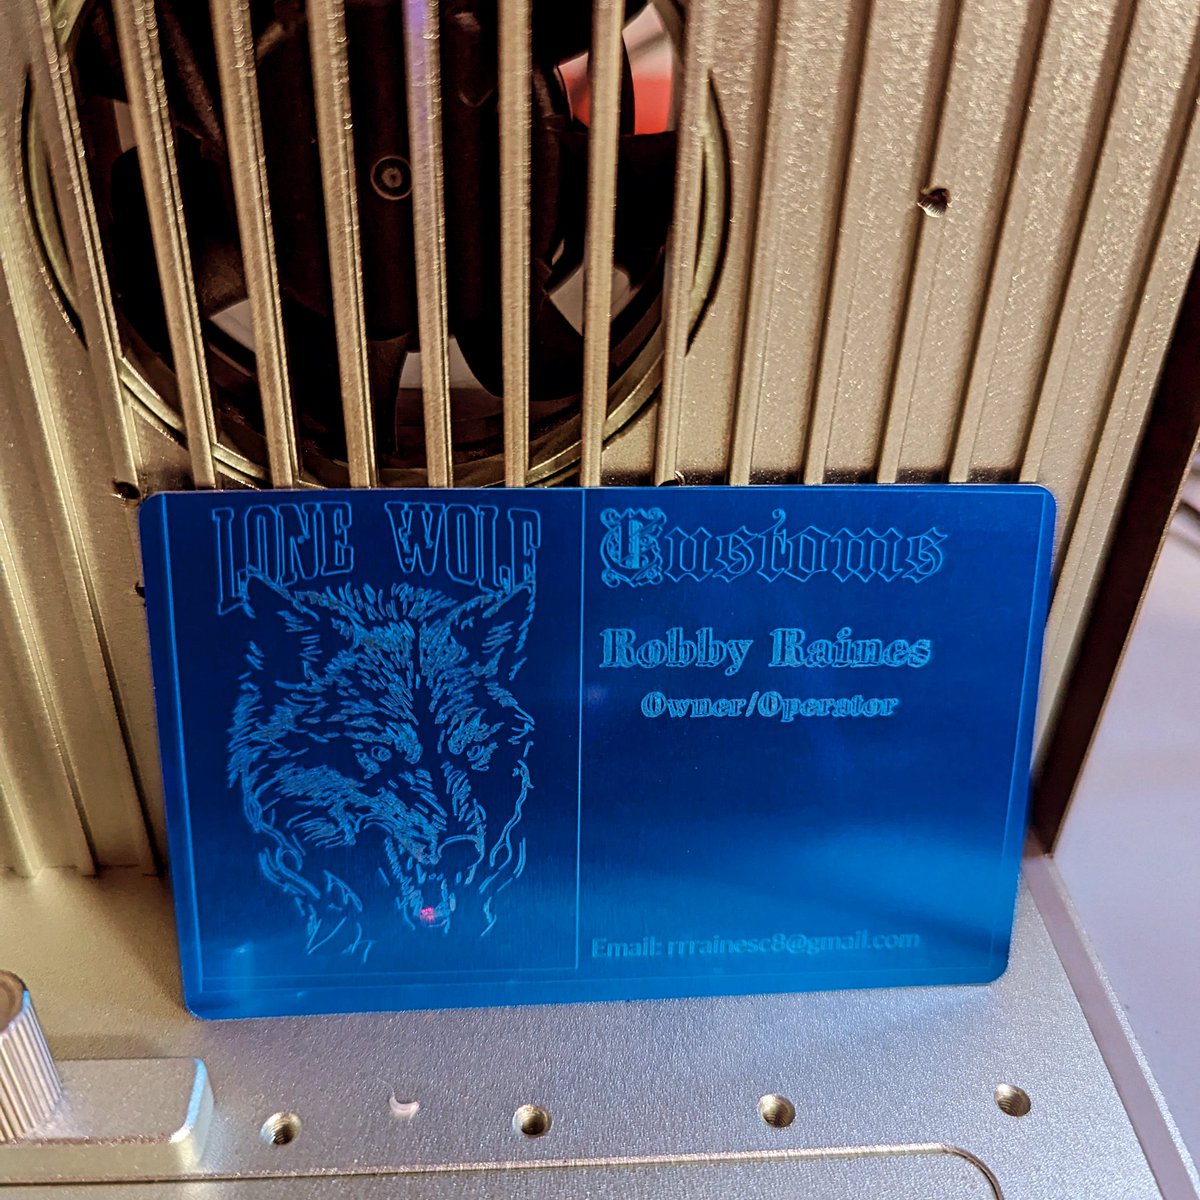 LONE WOLF
Customs
Robby Raines
Owner/Operator
Email: rrrainesc8@gmail.com